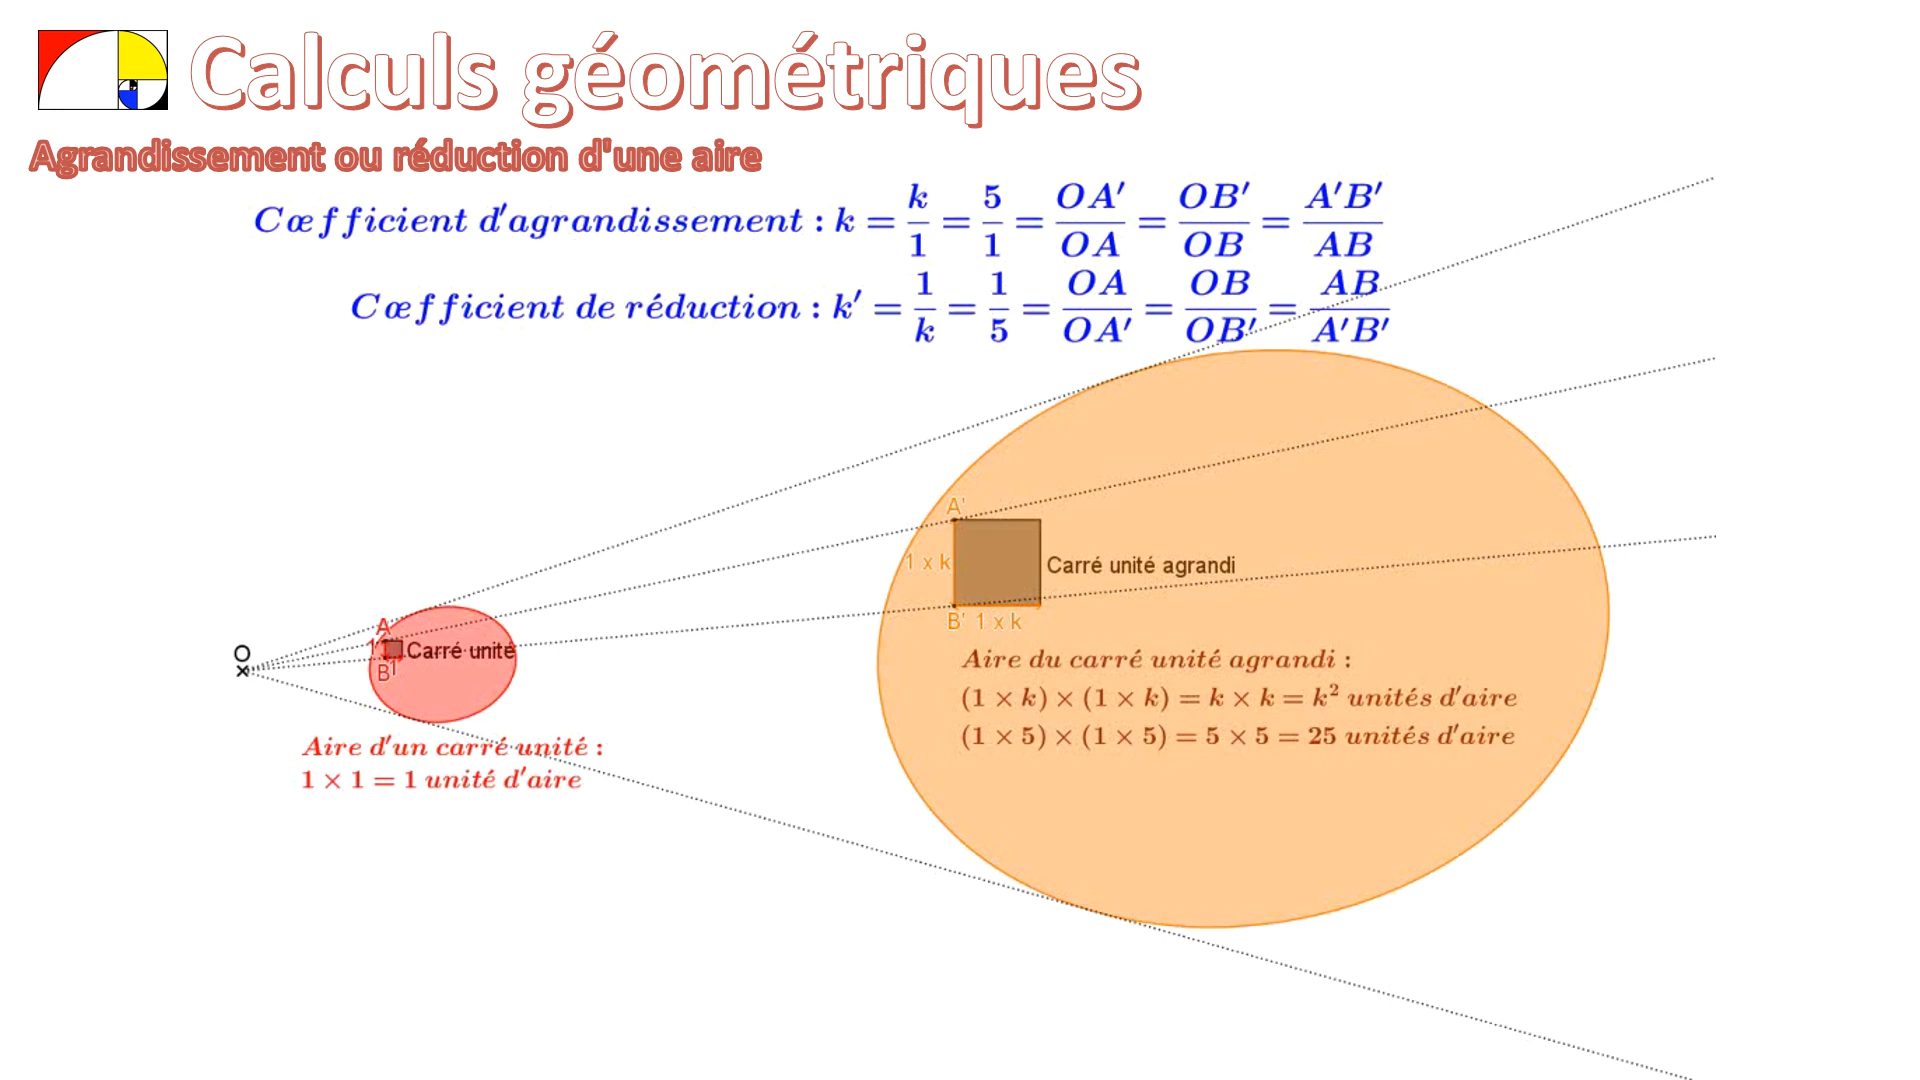 Calculs géométriques
Agrandissement ou réduction d'une aire
Cœfficient d'agrandissement : k = k/1 = 5/1 = OA'/OA = OB'/OB = A'B'/AB
Cœfficient de réduction : k' = 1/k = 1/5 = OA/OA' = OB/OB' = AB/A'B'
A'
1 x k
Carré unité agrandi
B' 1 x k
O
A
1
Carré unité
B 1
Aire du carré unité agrandi :
(1 × k) × (1 × k) = k × k = k² unités d'aire
(1 × 5) × (1 × 5) = 5 × 5 = 25 unités d'aire
Aire d'un carré unité :
1 × 1 = 1 unité d'aire